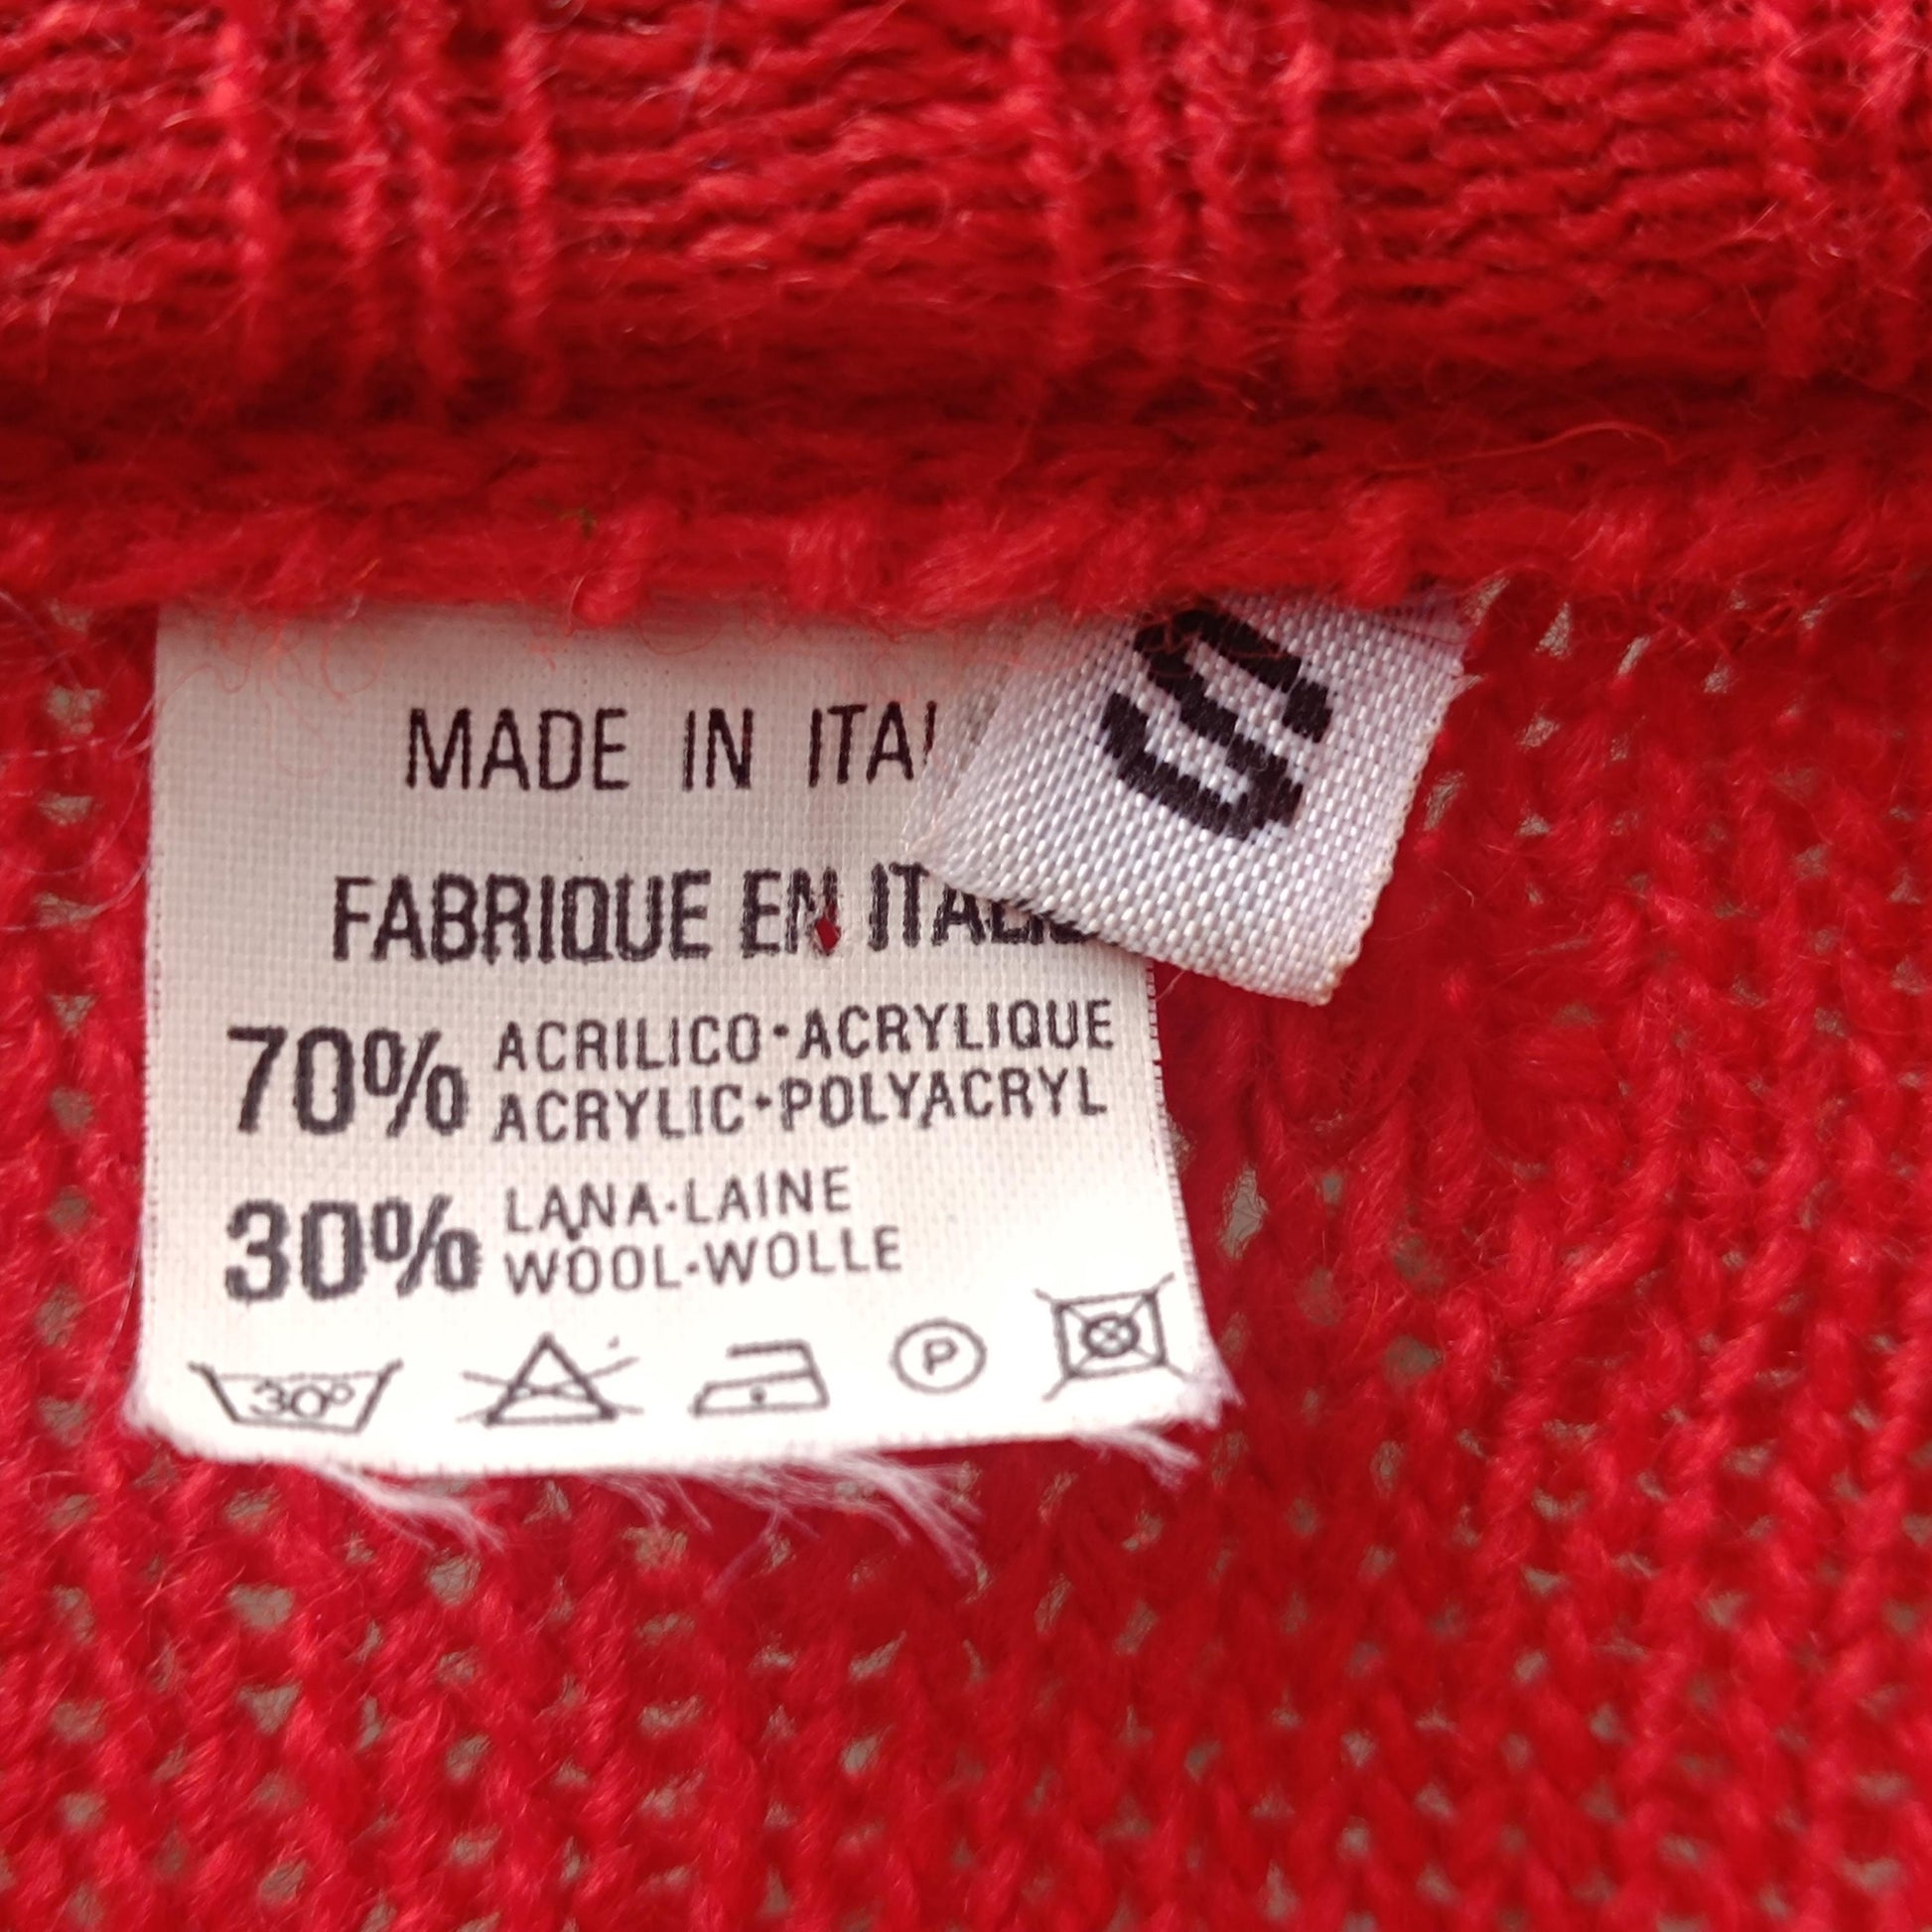 MADE IN ITAL
FABRIQUE EN ITALIE
70% ACRILICO·ACRYLIQUE
ACRYLIC·POLYACRYL
30% LANA·LAINE
WOOL·WOLLE
30° P
S